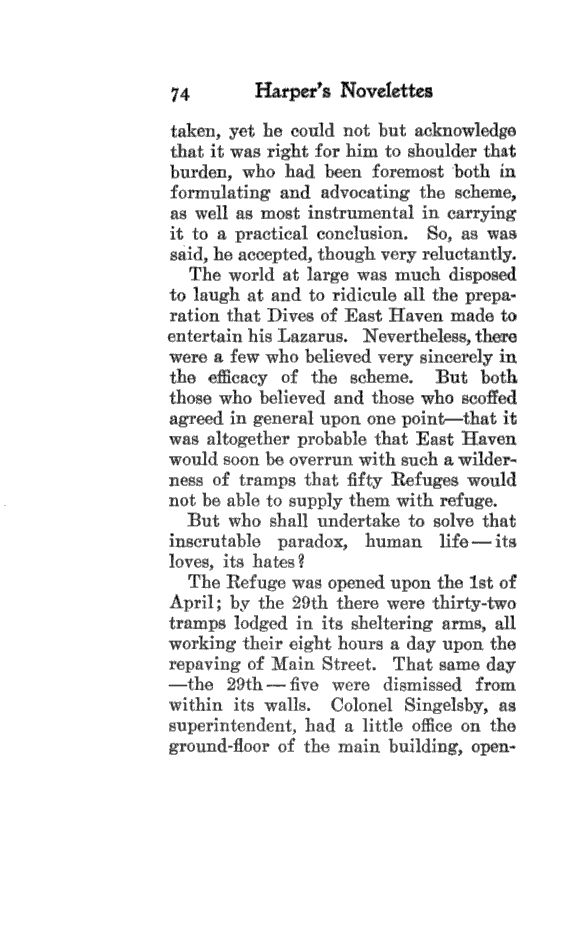 74 Harper's Novelettes
taken, yet he could not but acknowledge
that it was right for him to shoulder that
burden, who had been foremost both in
formulating and advocating the scheme,
as well as most instrumental in carrying
it to a practical conclusion. So, as was
said, he accepted, though very reluctantly.
The world at large was much disposed
to laugh at and to ridicule all the prepa-
ration that Dives of East Haven made to
entertain his Lazarus. Nevertheless, there
were a few who believed very sincerely in
the efficacy of the scheme. But both
those who believed and those who scoffed
agreed in general upon one point—that it
was altogether probable that East Haven
would soon be overrun with such a wilder-
ness of tramps that fifty Refuges would
not be able to supply them with refuge.
But who shall undertake to solve that
inscrutable paradox, human life—its
loves, its hates?
The Refuge was opened upon the 1st of
April; by the 29th there were thirty-two
tramps lodged in its sheltering arms, all
working their eight hours a day upon the
repaving of Main Street. That same day
—the 29th—five were dismissed from
within its walls. Colonel Singelsby, as
superintendent, had a little office on the
ground-floor of the main building, open-